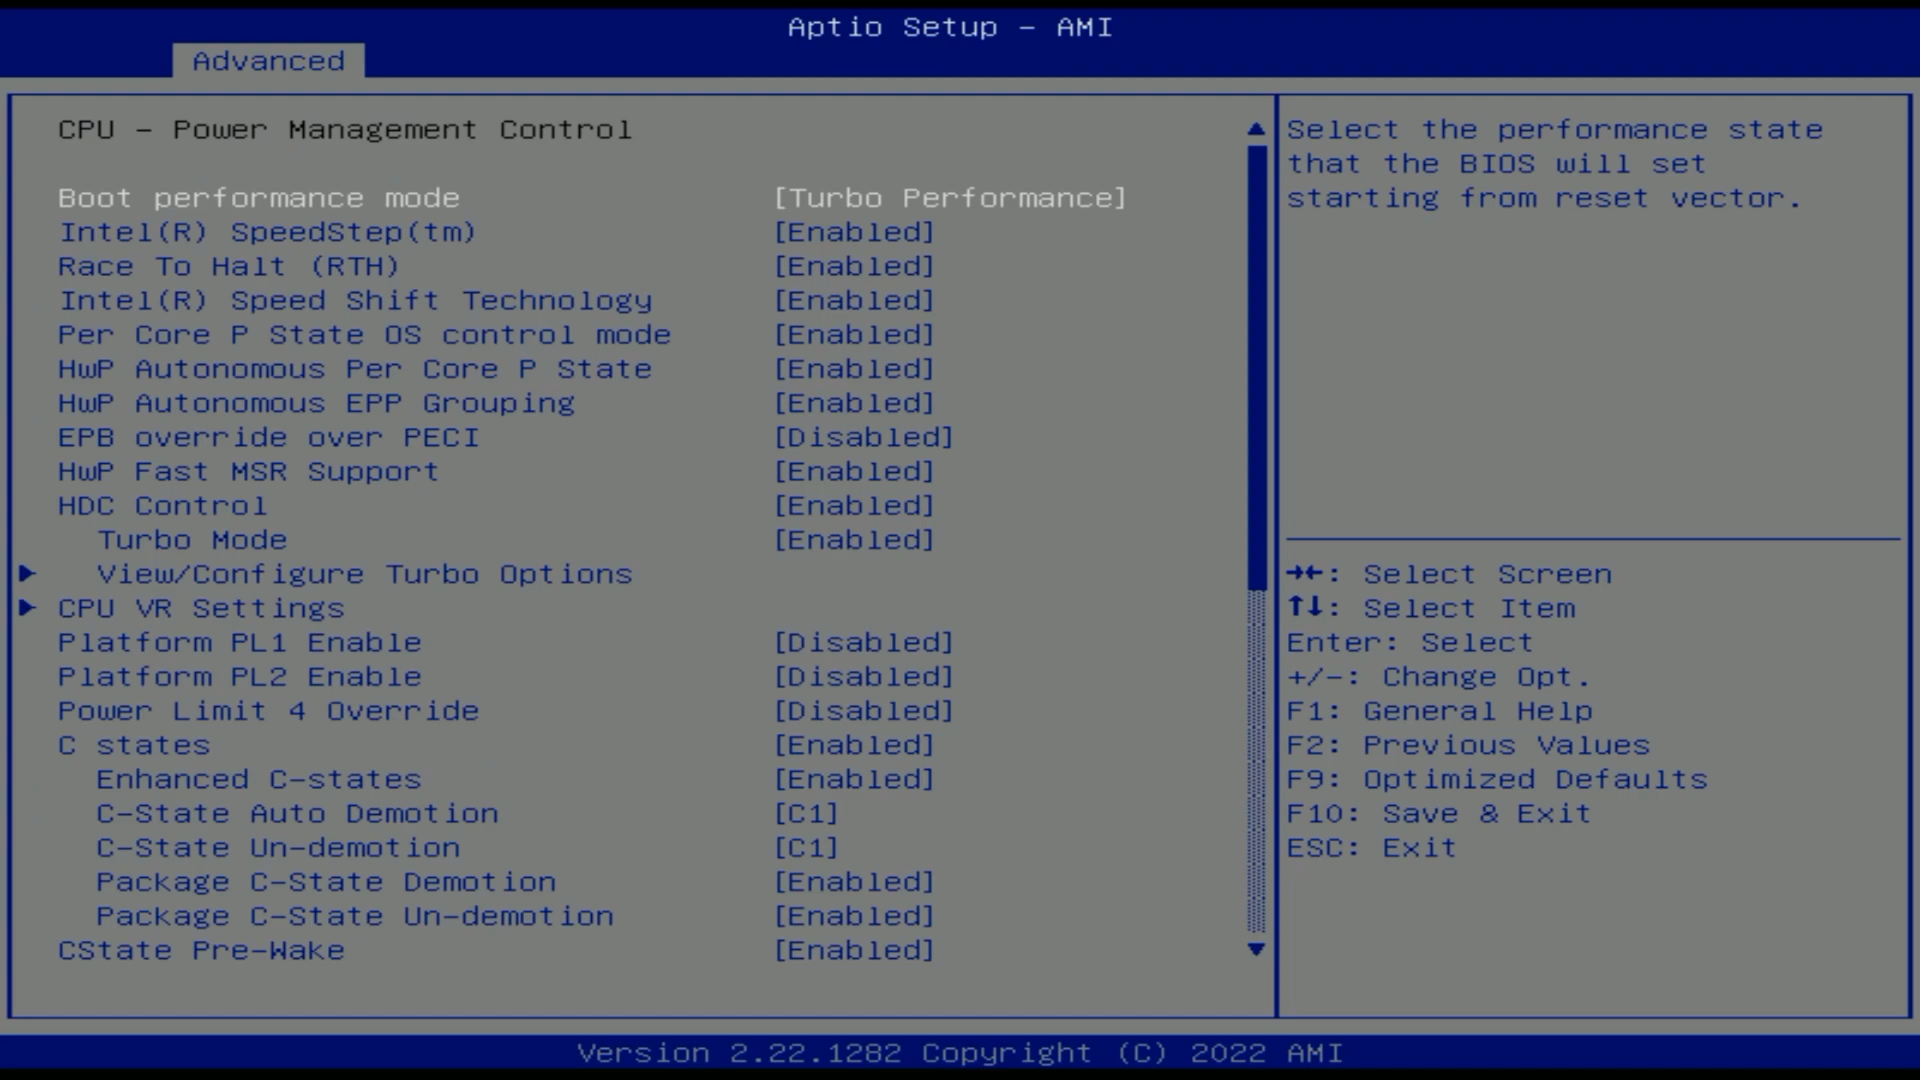 Aptio Setup - AMI
Advanced
CPU - Power Management Control
Boot performance mode [Turbo Performance]
Intel(R) SpeedStep(tm) [Enabled]
Race To Halt (RTH) [Enabled]
Intel(R) Speed Shift Technology [Enabled]
Per Core P State OS control mode [Enabled]
HwP Autonomous Per Core P State [Enabled]
HwP Autonomous EPP Grouping [Enabled]
EPB override over PECI [Disabled]
HwP Fast MSR Support [Enabled]
HDC Control [Enabled]
Turbo Mode [Enabled]
View/Configure Turbo Options
CPU VR Settings
Platform PL1 Enable [Disabled]
Platform PL2 Enable [Disabled]
Power Limit 4 Override [Disabled]
C states [Enabled]
Enhanced C-states [Enabled]
C-State Auto Demotion [C1]
C-State Un-demotion [C1]
Package C-State Demotion [Enabled]
Package C-State Un-demotion [Enabled]
CState Pre-Wake [Enabled]
Select the performance state
that the BIOS will set
starting from reset vector.
→←: Select Screen
↑↓: Select Item
Enter: Select
+/-: Change Opt.
F1: General Help
F2: Previous Values
F9: Optimized Defaults
F10: Save & Exit
ESC: Exit
Version 2.22.1282 Copyright (C) 2022 AMI